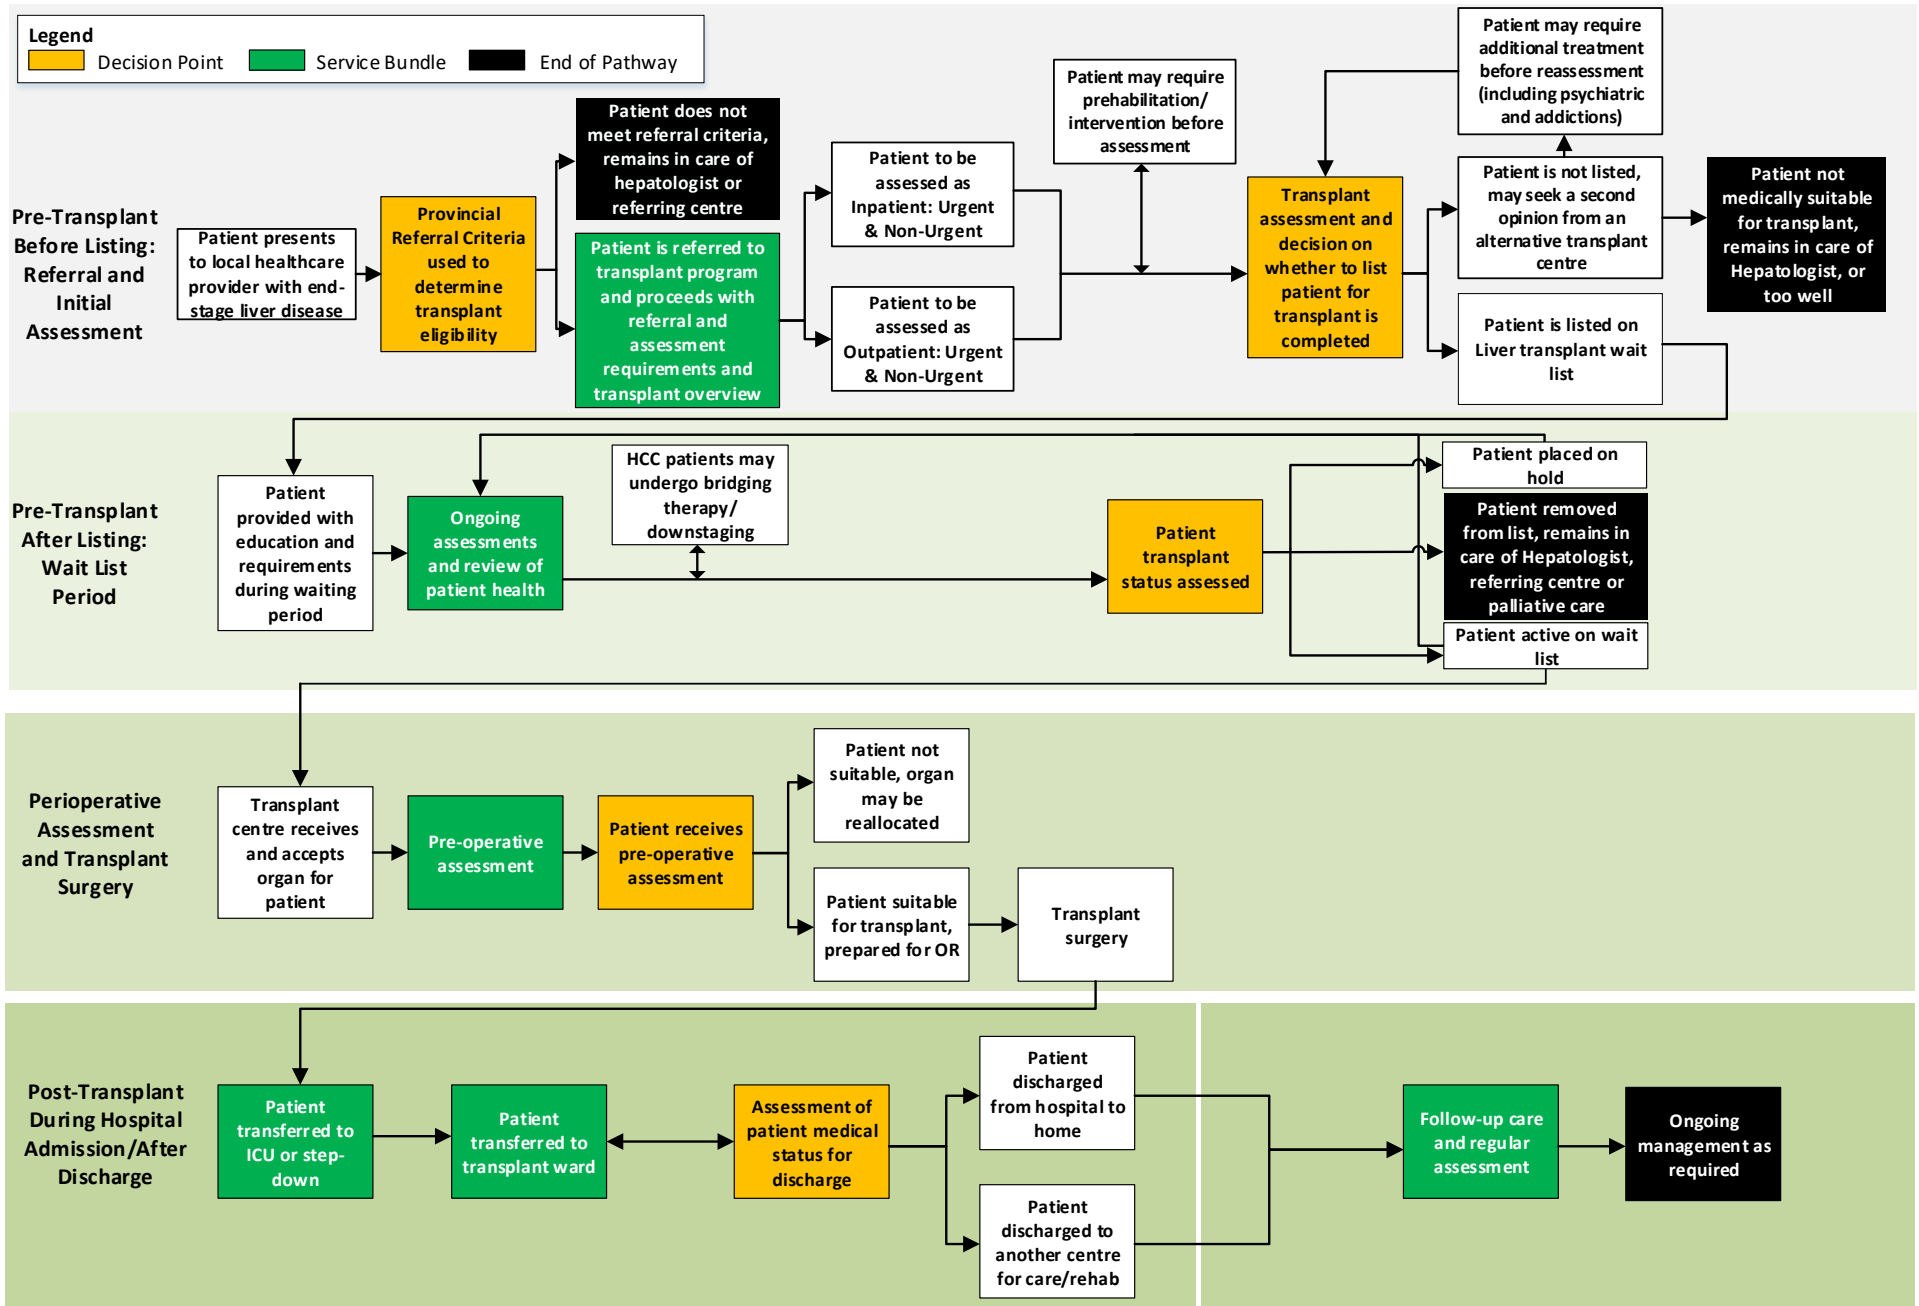 Legend
Decision Point
Service Bundle
End of Pathway
Pre-Transplant
Before Listing:
Referral and
Initial
Assessment
Patient presents
to local healthcare
provider with end-
stage liver disease
Provincial
Referral Criteria
used to
determine
transplant
eligibility
Patient does not
meet referral criteria,
remains in care of
hepatologist or
referring centre
Patient is referred to
transplant program
and proceeds with
referral and
assessment
requirements and
transplant overview
Patient to be
assessed as
Inpatient: Urgent
& Non-Urgent
Patient to be
assessed as
Outpatient: Urgent
& Non-Urgent
Patient may require
prehabilitation/
intervention before
assessment
Transplant
assessment and
decision on
whether to list
patient for
transplant is
completed
Patient may require
additional treatment
before reassessment
(including psychiatric
and addictions)
Patient is not listed,
may seek a second
opinion from an
alternative transplant
centre
Patient not
medically suitable
for transplant,
remains in care of
Hepatologist, or
too well
Patient is listed on
Liver transplant wait
list
Pre-Transplant
After Listing:
Wait List
Period
Patient
provided with
education and
requirements
during waiting
period
Ongoing
assessments
and review of
patient health
HCC patients may
undergo bridging
therapy/
downstaging
Patient
transplant
status assessed
Patient placed on
hold
Patient removed
from list, remains in
care of Hepatologist,
referring centre or
palliative care
Patient active on wait
list
Perioperative
Assessment
and Transplant
Surgery
Transplant
centre receives
and accepts
organ for
patient
Pre-operative
assessment
Patient receives
pre-operative
assessment
Patient not
suitable, organ
may be
reallocated
Patient suitable
for transplant,
prepared for OR
Transplant
surgery
Post-Transplant
During Hospital
Admission/After
Discharge
Patient
transferred to
ICU or step-
down
Patient
transferred to
transplant ward
Assessment of
patient medical
status for
discharge
Patient
discharged
from hospital to
home
Patient
discharged to
another centre
for care/rehab
Follow-up care
and regular
assessment
Ongoing
management as
required